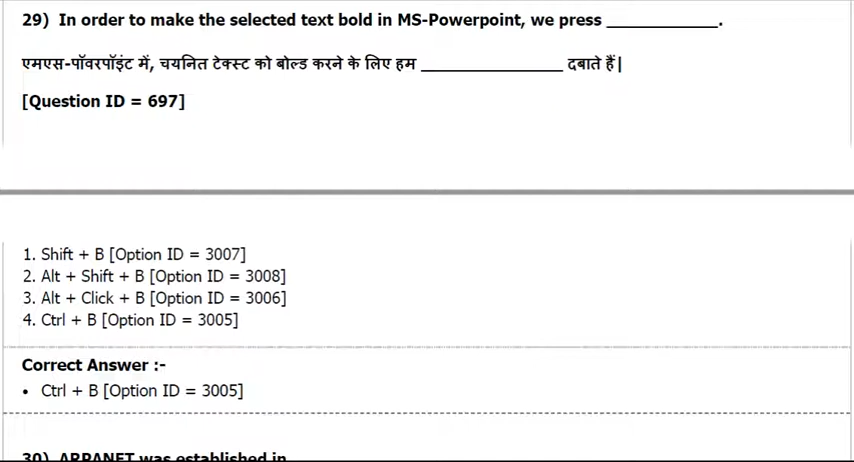 29) In order to make the selected text bold in MS-Powerpoint, we press ____________.
एमएस-पॉवरपॉइंट में, चयनित टेक्स्ट को बोल्ड करने के लिए हम ________________ दबाते हैं|
[Question ID = 697]
1. Shift + B [Option ID = 3007]
2. Alt + Shift + B [Option ID = 3008]
3. Alt + Click + B [Option ID = 3006]
4. Ctrl + B [Option ID = 3005]
Correct Answer :-
• Ctrl + B [Option ID = 3005]
30) ARPANET was established in